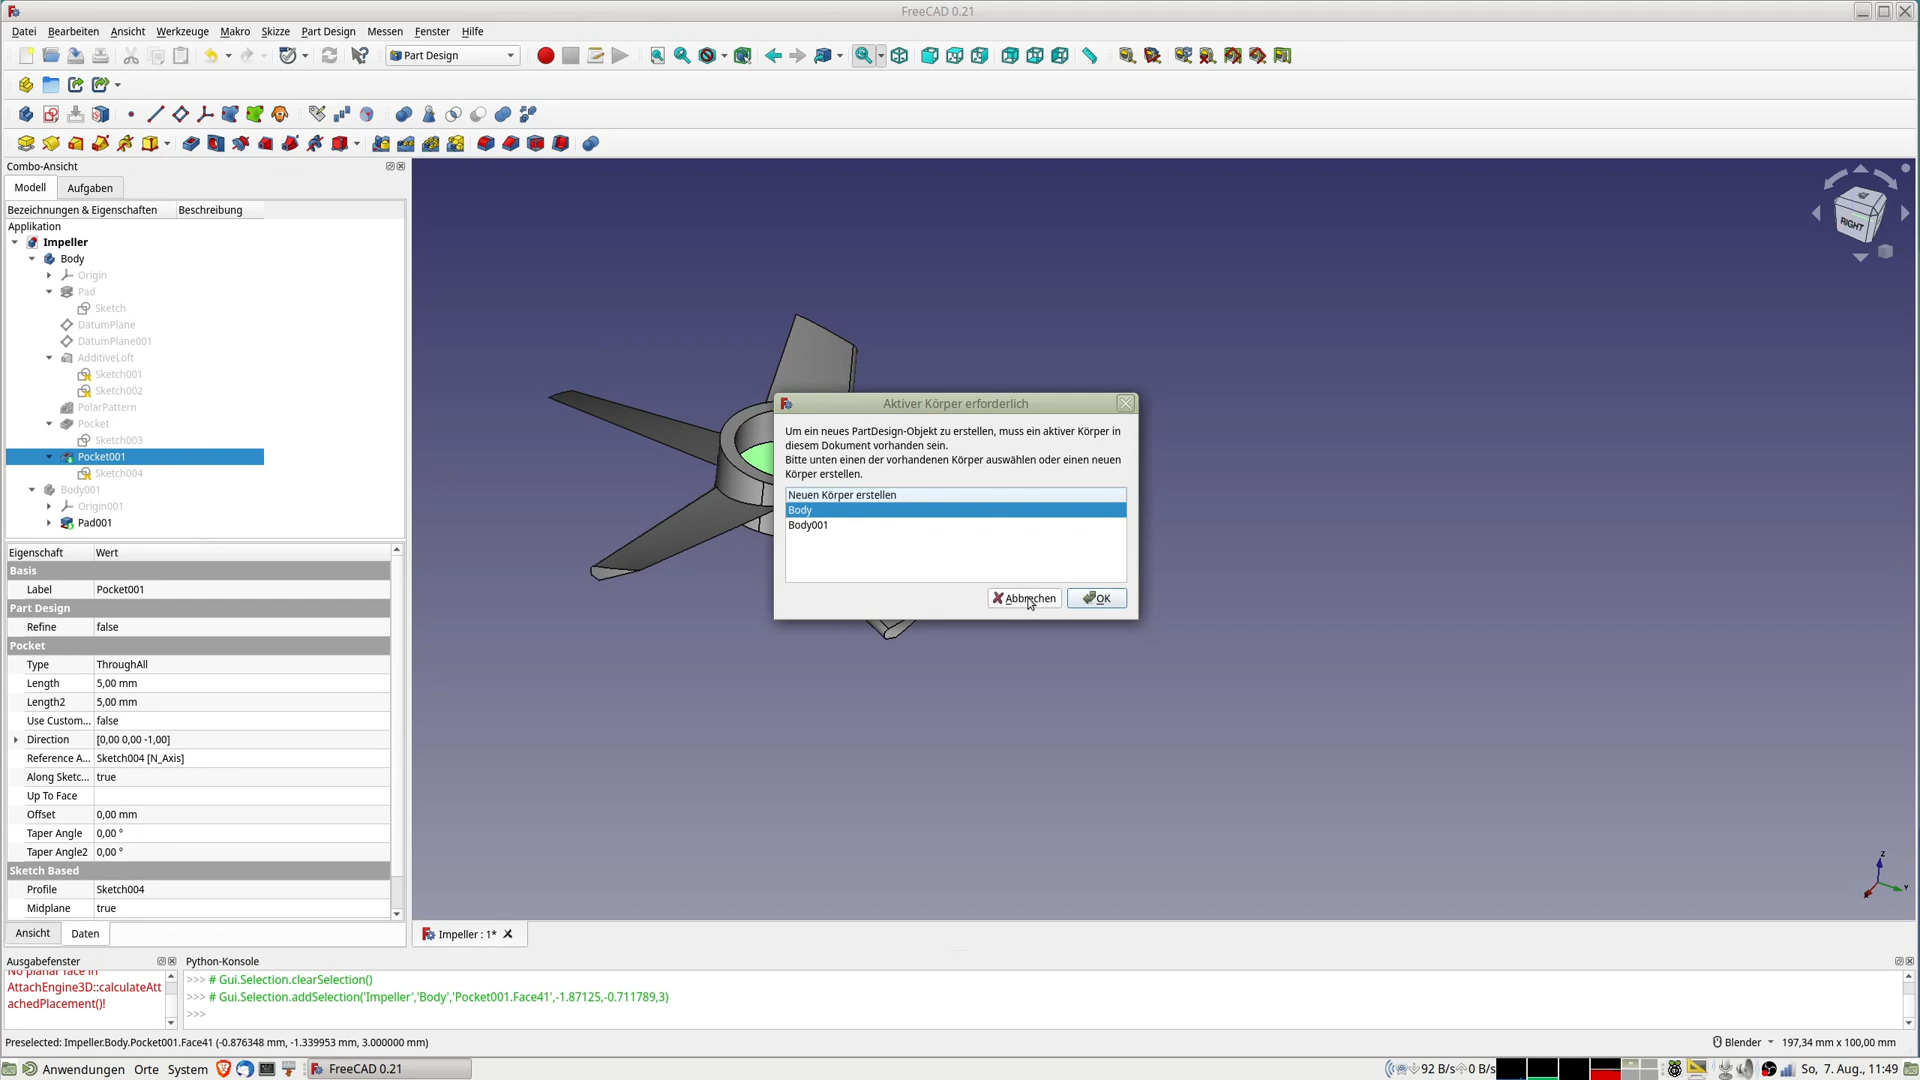 FreeCAD 0.21
Datei Bearbeiten Ansicht Werkzeuge Makro Skizze Part Design Messen Fenster Hilfe
Part Design
Combo-Ansicht
Modell Aufgaben
Bezeichnungen & Eigenschaften Beschreibung
Applikation
Impeller
Body
Origin
Pad
Sketch
DatumPlane
DatumPlane001
AdditiveLoft
Sketch001
Sketch002
PolarPattern
Pocket
Sketch003
Pocket001
Sketch004
Body001
Origin001
Pad001
RIGHT
Aktiver Körper erforderlich
Um ein neues PartDesign-Objekt zu erstellen, muss ein aktiver Körper in
diesem Dokument vorhanden sein.
Bitte unten einen der vorhandenen Körper auswählen oder einen neuen
Körper erstellen.
Neuen Körper erstellen
Body
Body001
Abbrechen OK
Eigenschaft Wert
Basis
Label Pocket001
Part Design
Refine false
Pocket
Type ThroughAll
Length 5,00 mm
Length2 5,00 mm
Use Custom... false
Direction [0,00 0,00 -1,00]
Reference A... Sketch004 [N_Axis]
Along Sketc... true
Up To Face
Offset 0,00 mm
Taper Angle 0,00 °
Taper Angle2 0,00 °
Sketch Based
Profile Sketch004
Midplane true
Ansicht Daten
Z
Y
Impeller : 1*
Ausgabefenster
No planar face in
AttachEngine3D::calculateAtt
achedPlacement()!
Python-Konsole
>>> # Gui.Selection.clearSelection()
>>> # Gui.Selection.addSelection('Impeller','Body','Pocket001.Face41',-1.87125,-0.711789,3)
>>>
Preselected: Impeller.Body.Pocket001.Face41 (-0.876348 mm, -1.339953 mm, 3.000000 mm)
Blender 197,34 mm x 100,00 mm
Anwendungen Orte System FreeCAD 0.21 92 B/s 0 B/s So, 7. Aug., 11:49